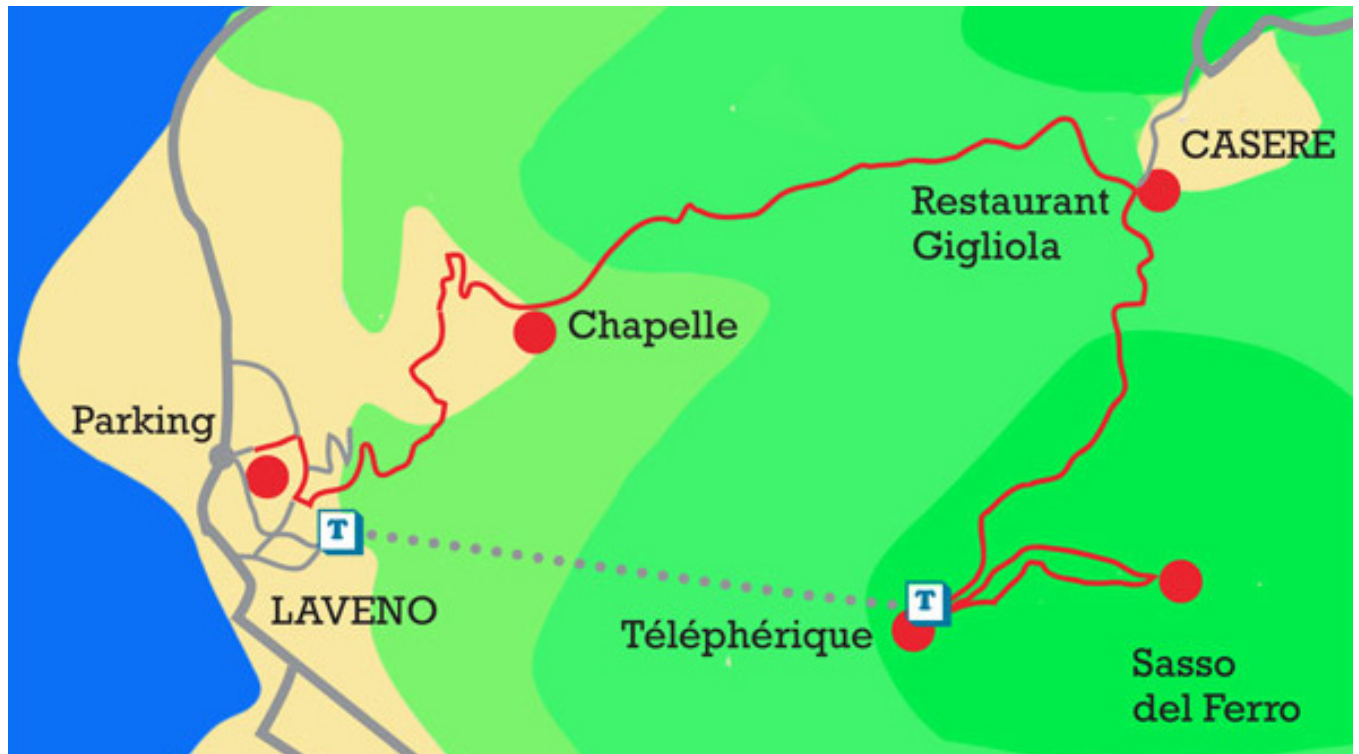 CASERE
Restaurant
Gigliola
Chapelle
Parking
T
LAVENO
T
Téléphérique
Sasso
del Ferro